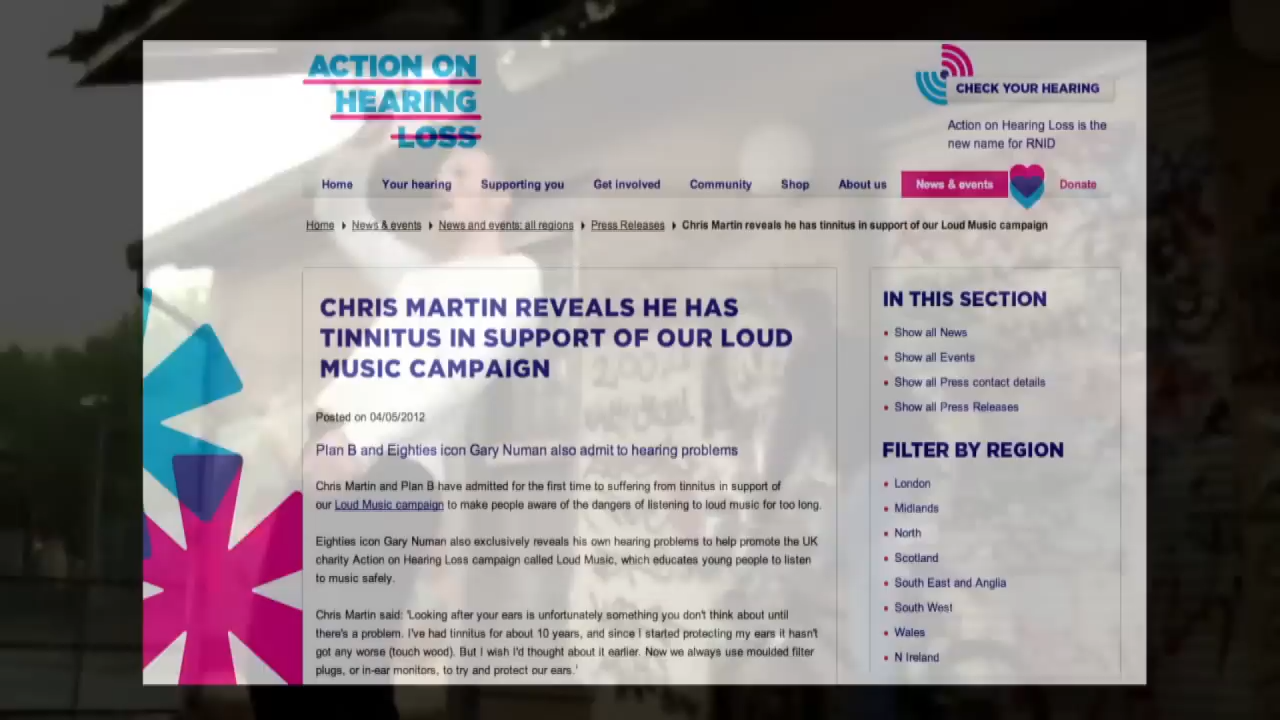 ACTION ON
HEARING
LOSS
CHECK YOUR HEARING
Action on Hearing Loss is the
new name for RNID
Home Your hearing Supporting you Get involved Community Shop About us News & events Donate
Home News & events News and events: all regions Press Releases Chris Martin reveals he has tinnitus in support of our Loud Music campaign
CHRIS MARTIN REVEALS HE HAS
TINNITUS IN SUPPORT OF OUR LOUD
MUSIC CAMPAIGN
Posted on 04/05/2012
Plan B and Eighties icon Gary Numan also admit to hearing problems
Chris Martin and Plan B have admitted for the first time to suffering from tinnitus in support of
our Loud Music campaign to make people aware of the dangers of listening to loud music for too long.
Eighties icon Gary Numan also exclusively reveals his own hearing problems to help promote the UK
charity Action on Hearing Loss campaign called Loud Music, which educates young people to listen
to music safely.
Chris Martin said: 'Looking after your ears is unfortunately something you don't think about until
there's a problem. I've had tinnitus for about 10 years, and since I started protecting my ears it hasn't
got any worse (touch wood). But I wish I'd thought about it earlier. Now we always use moulded filter
plugs, or in-ear monitors, to try and protect our ears.'
IN THIS SECTION
Show all News
Show all Events
Show all Press contact details
Show all Press Releases
FILTER BY REGION
London
Midlands
North
Scotland
South East and Anglia
South West
Wales
N Ireland